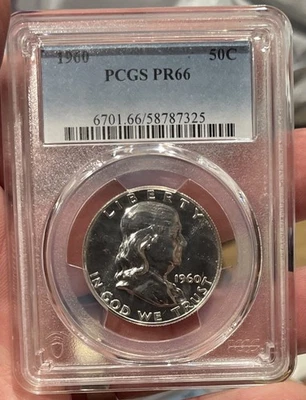 1960 50C
PCGS PR66
6701.66/58787325
LIBERTY
1960
IN GOD WE TRUST